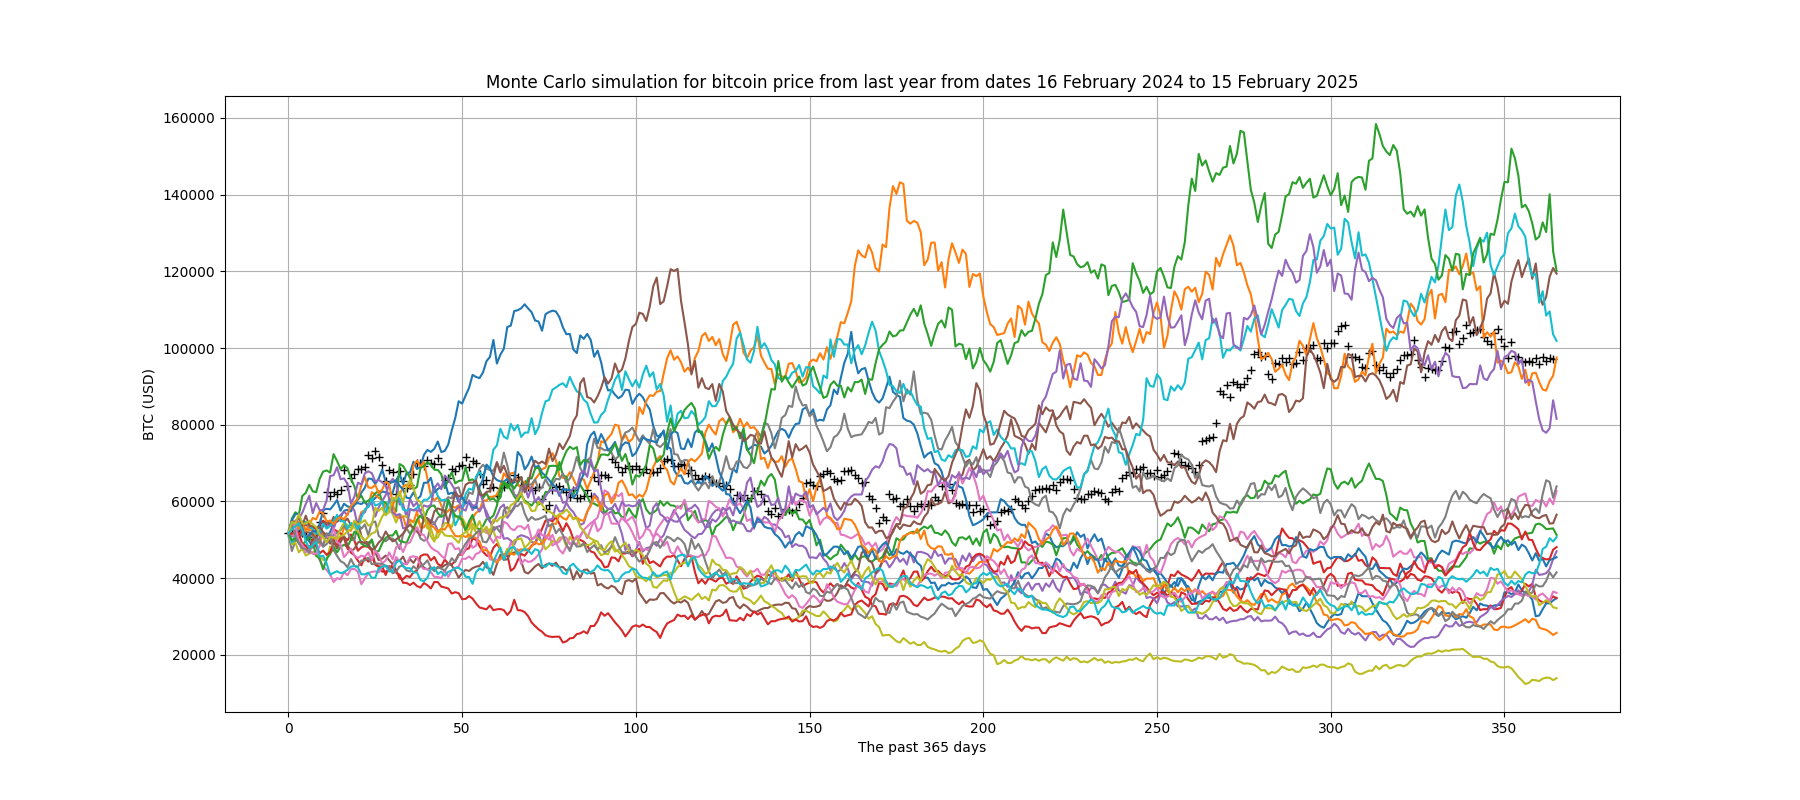 Monte Carlo simulation for bitcoin price from last year from dates 16 February 2024 to 15 February 2025
160000
140000
120000
100000
80000
60000
40000
20000
BTC (USD)
0 50 100 150 200 250 300 350
The past 365 days